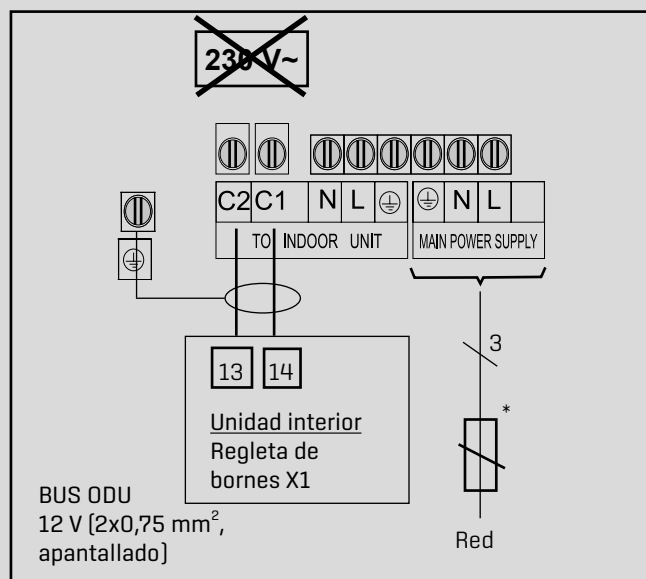 230 V~
C2 C1 N L N L
TO INDOOR UNIT MAIN POWER SUPPLY
3
13 14
*
Unidad interior
Regleta de
bornes X1
BUS ODU
12 V (2x0,75 mm²,
apantallado)
Red